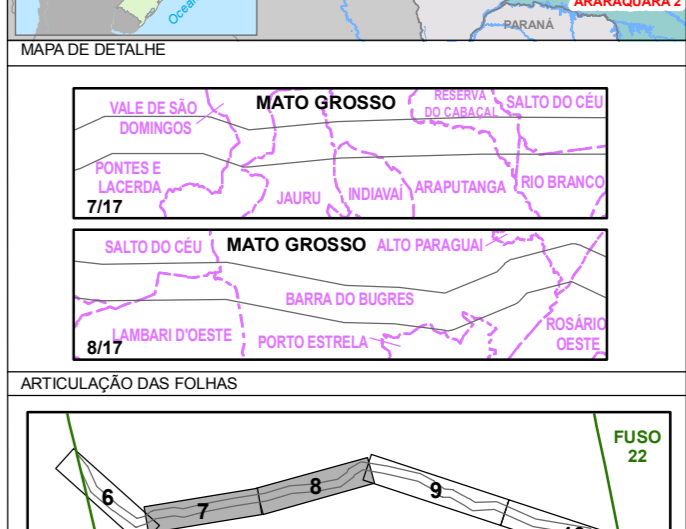 ARARAQUARA 2
Ocea
PARANÁ
MAPA DE DETALHE
MATO GROSSO
VALE DE SÃO
DOMINGOS
RESERVA
DO CABAÇAL
SALTO DO CÉU
PONTES E
LACERDA
JAURU
INDIAVAÍ
ARAPUTANGA
RIO BRANCO
7/17
SALTO DO CÉU
MATO GROSSO
ALTO PARAGUAI
BARRA DO BUGRES
LAMBARI D'OESTE
PORTO ESTRELA
ROSÁRIO
OESTE
8/17
ARTICULAÇÃO DAS FOLHAS
FUSO
22
6
7
8
9